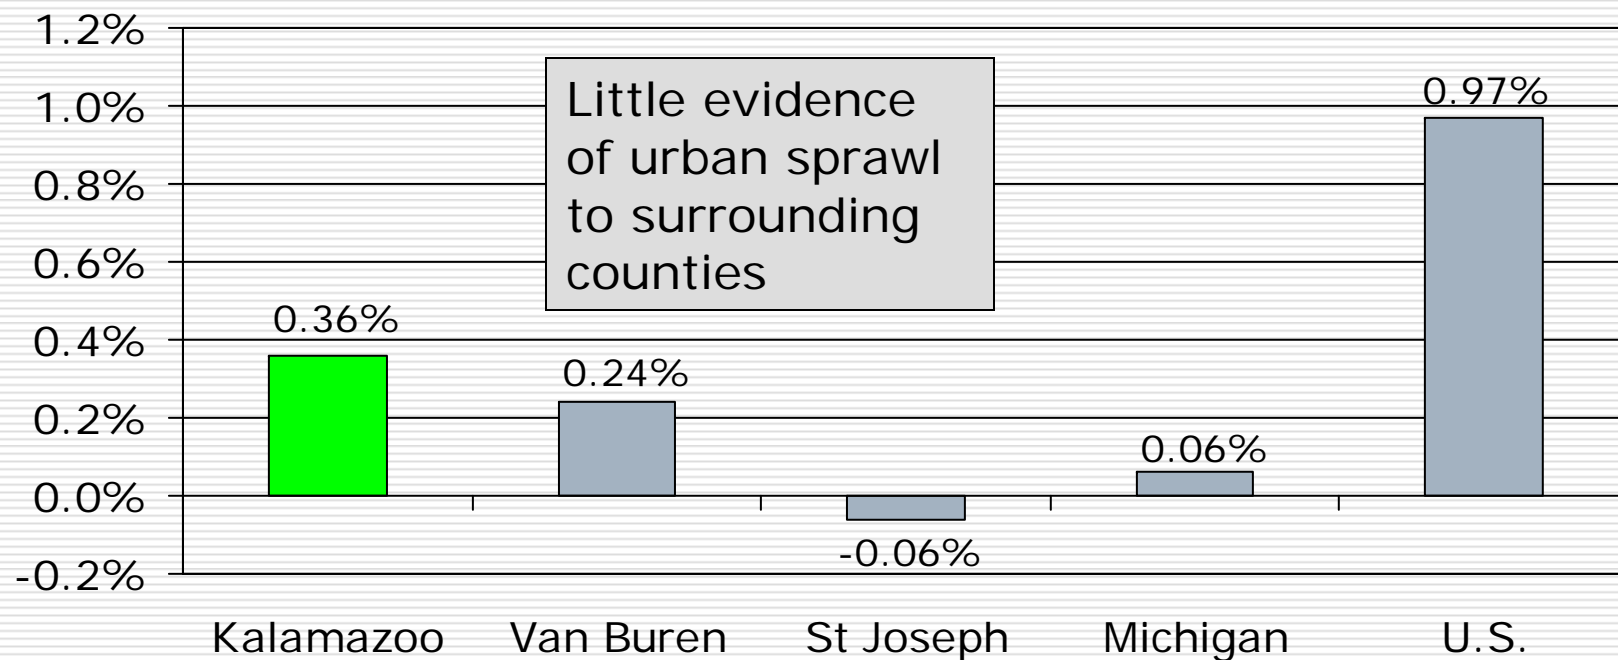 1.2%
1.0%
0.8%
0.6%
0.4%
0.2%
0.0%
-0.2%
Little evidence
of urban sprawl
to surrounding
counties
0.36%
0.24%
-0.06%
0.06%
0.97%
Kalamazoo Van Buren St Joseph Michigan U.S.